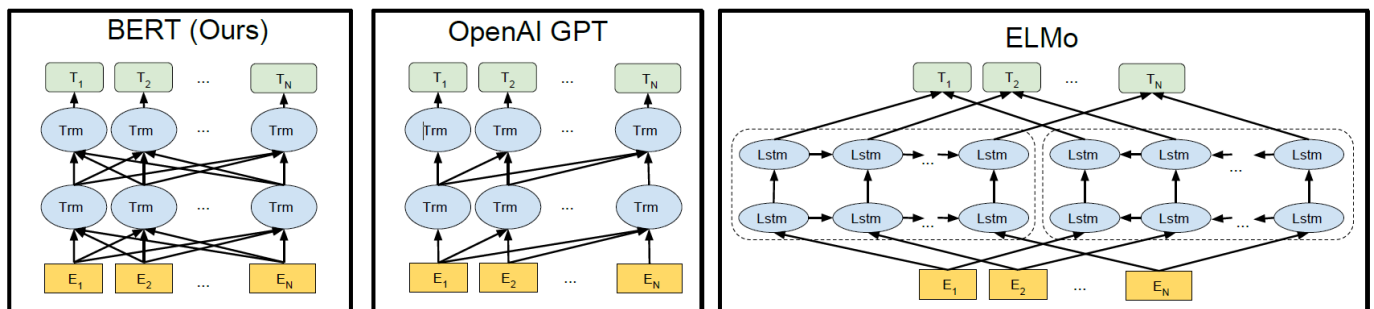 BERT (Ours)
T1 T2 ... TN
Trm Trm ... Trm
Trm Trm ... Trm
E1 E2 ... EN
OpenAI GPT
T1 T2 ... TN
Trm Trm ... Trm
Trm Trm ... Trm
E1 E2 ... EN
ELMo
T1 T2 ... TN
Lstm Lstm ... Lstm Lstm Lstm ... Lstm
Lstm Lstm ... Lstm Lstm Lstm ... Lstm
E1 E2 ... EN